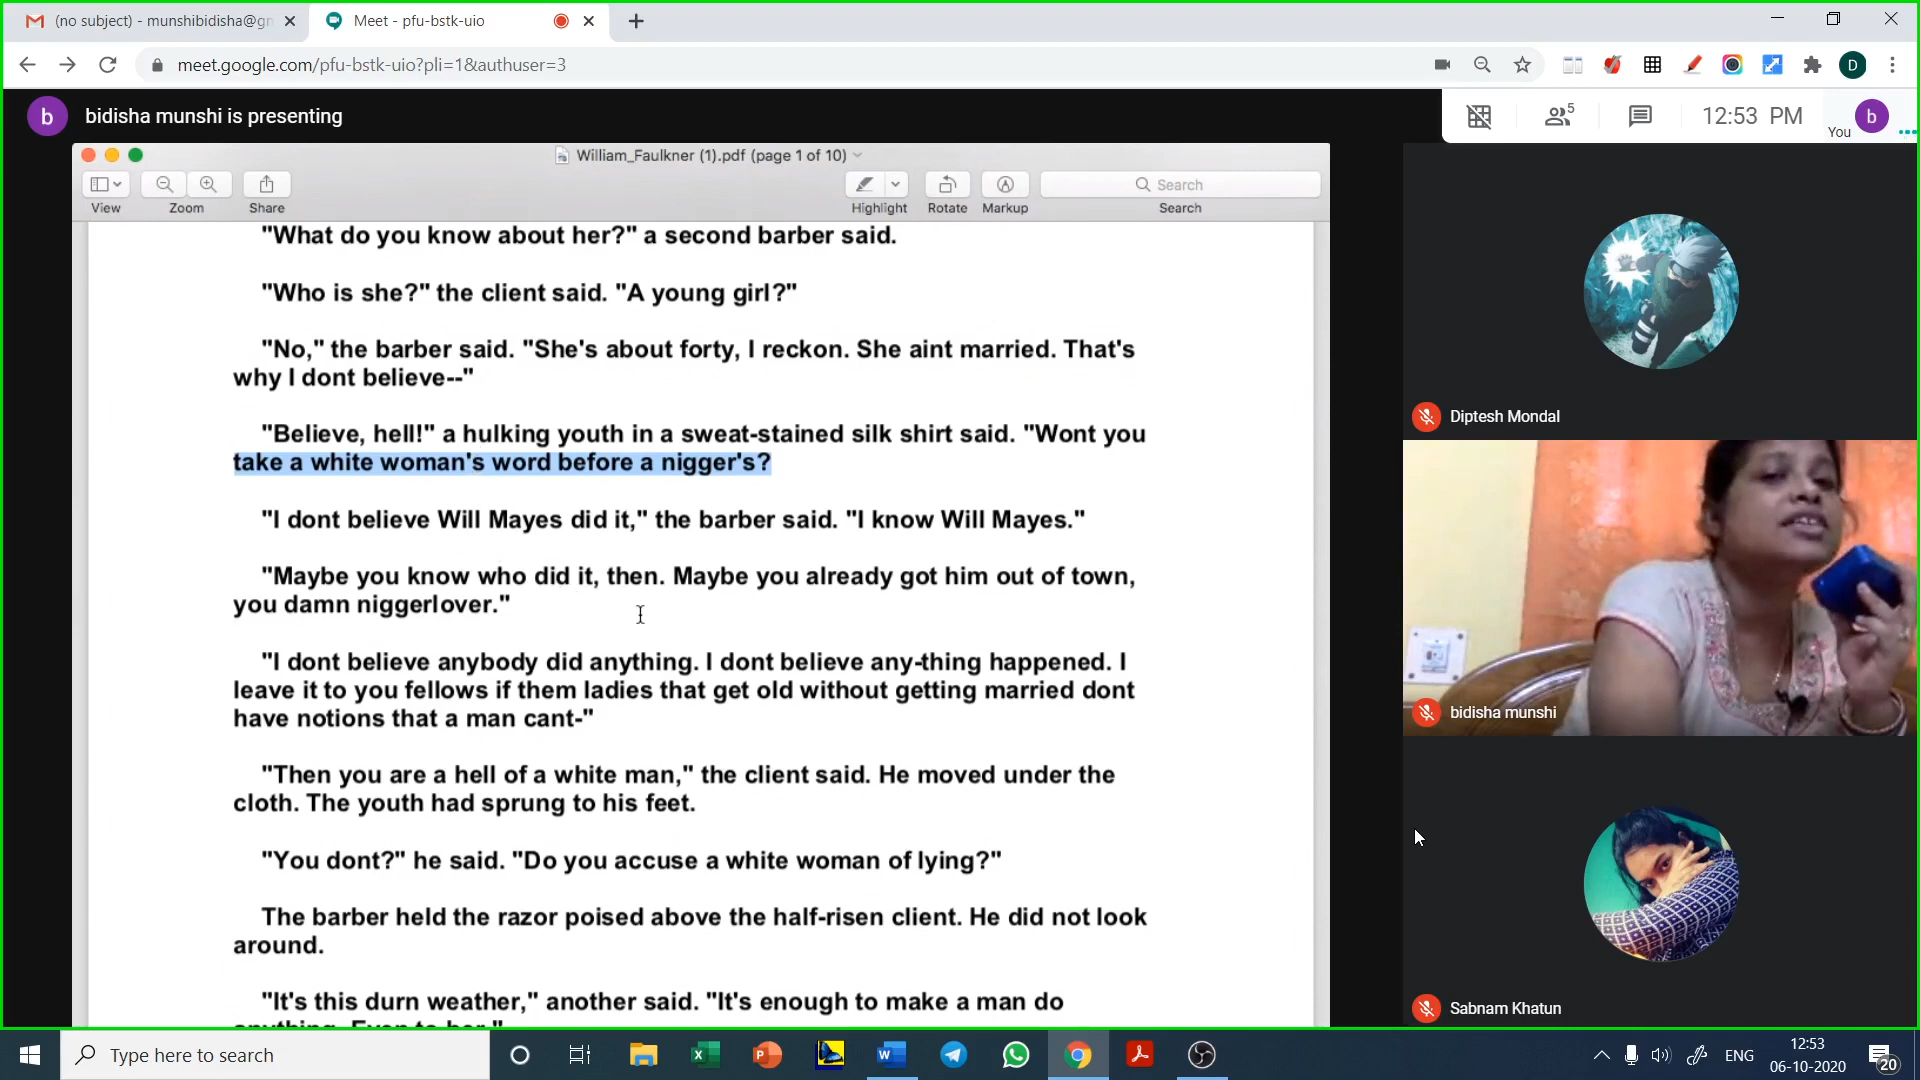 (no subject) - munshibidisha@gm
Meet - pfu-bstk-uio
meet.google.com/pfu-bstk-uio?pli=1&authuser=3
D
b
bidisha munshi is presenting
5
12:53 PM
You
b
William_Faulkner (1).pdf (page 1 of 10)
Search
View
Zoom
Share
Highlight
Rotate
Markup
Search
"What do you know about her?" a second barber said.
"Who is she?" the client said. "A young girl?"
"No," the barber said. "She's about forty, I reckon. She aint married. That's
why I dont believe--"
"Believe, hell!" a hulking youth in a sweat-stained silk shirt said. "Wont you
take a white woman's word before a nigger's?
"I dont believe Will Mayes did it," the barber said. "I know Will Mayes."
"Maybe you know who did it, then. Maybe you already got him out of town,
you damn niggerlover."
"I dont believe anybody did anything. I dont believe any-thing happened. I
leave it to you fellows if them ladies that get old without getting married dont
have notions that a man cant-"
"Then you are a hell of a white man," the client said. He moved under the
cloth. The youth had sprung to his feet.
"You dont?" he said. "Do you accuse a white woman of lying?"
The barber held the razor poised above the half-risen client. He did not look
around.
"It's this durn weather," another said. "It's enough to make a man do
Diptesh Mondal
bidisha munshi
Sabnam Khatun
Type here to search
ENG
12:53
06-10-2020
20